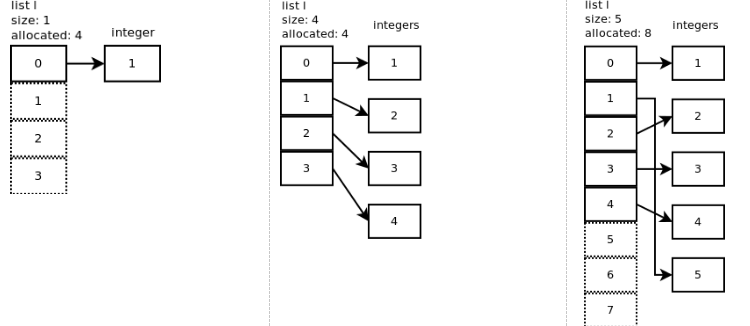 list l
size: 1
allocated: 4
integer
0
1
1
2
3
list l
size: 4
allocated: 4
integers
0
1
1
2
2
3
3
4
list l
size: 5
allocated: 8
integers
0
1
1
2
2
3
3
4
4
5
5
6
7